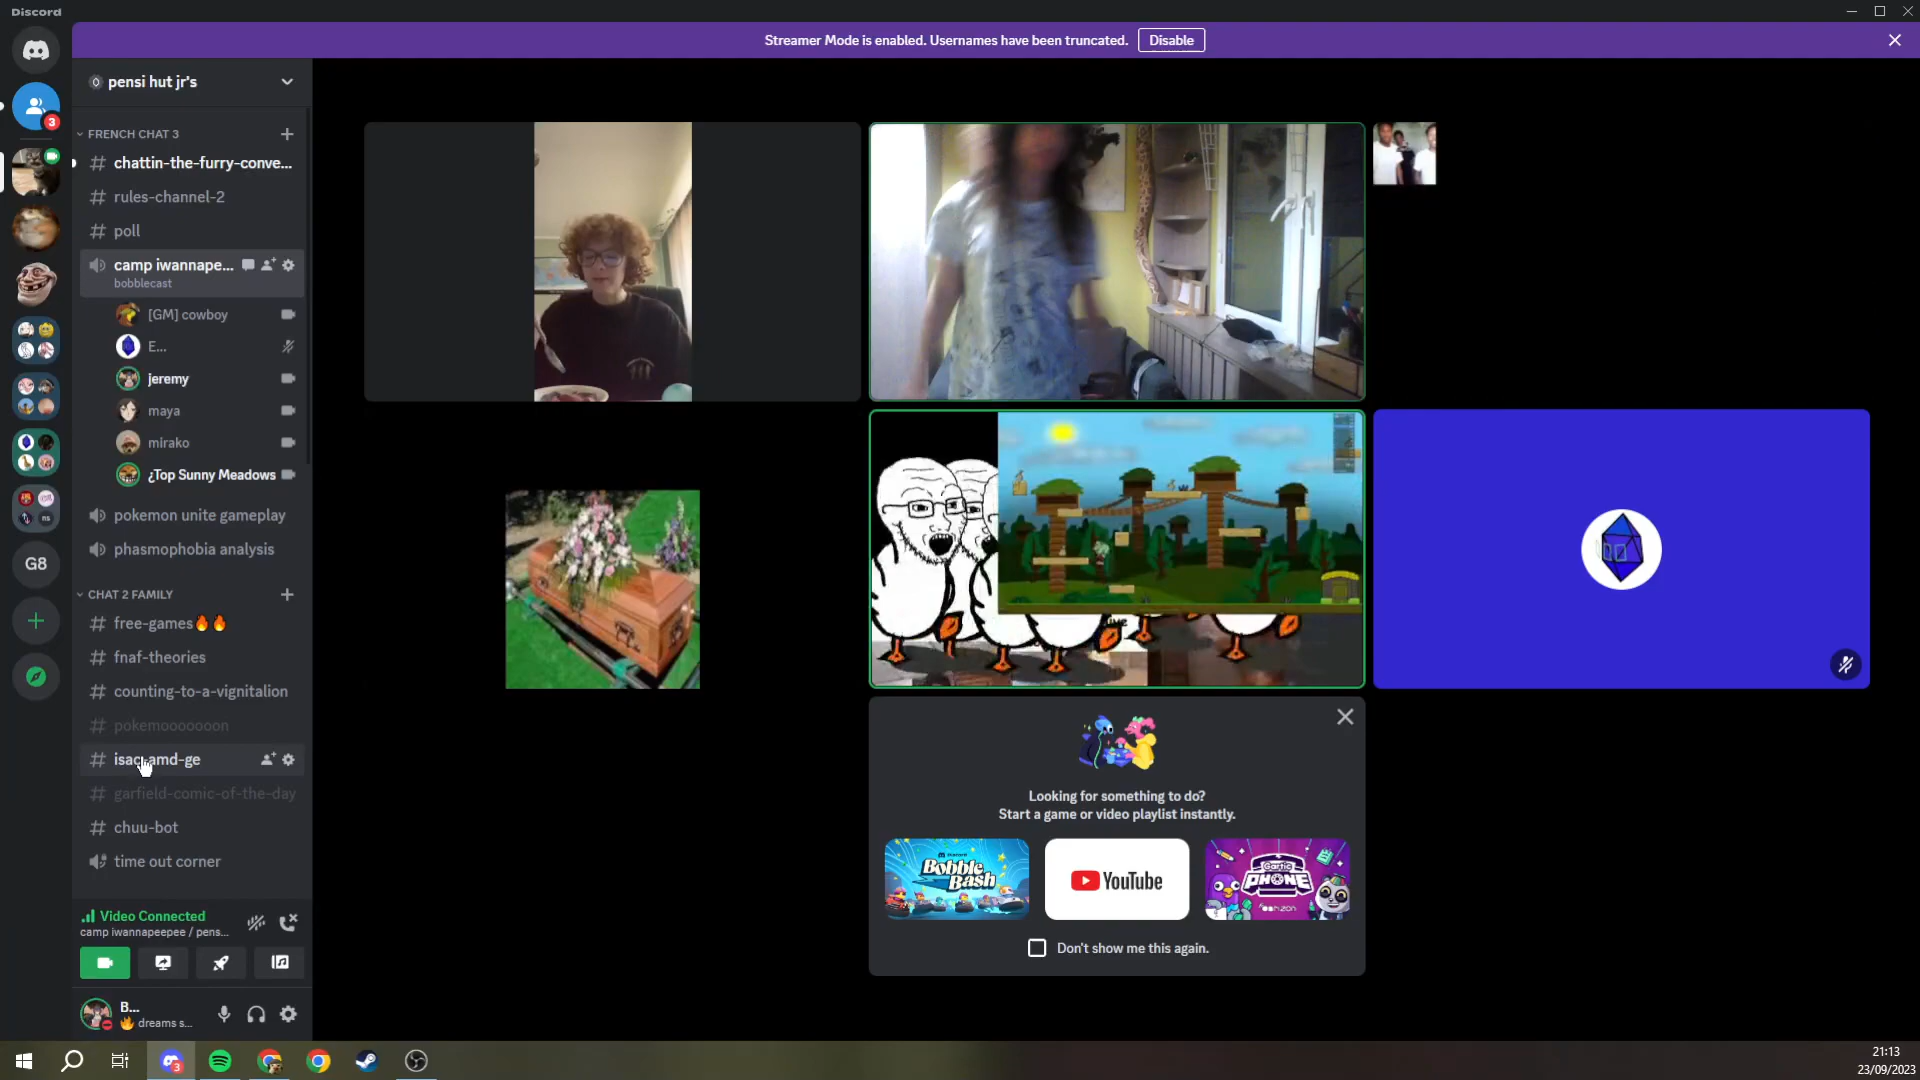 Discord
Streamer Mode is enabled. Usernames have been truncated.
Disable
pensi hut jr's
FRENCH CHAT 3
chattin-the-furry-conve...
rules-channel-2
poll
camp iwannape...
bobblecast
[GM] cowboy
E...
jeremy
maya
mirako
¿Top Sunny Meadows
pokemon unite gameplay
phasmophobia analysis
CHAT 2 FAMILY
free-games🔥🔥
fnaf-theories
counting-to-a-vignitalion
pokemooooooon
garfield-comic-of-the-day
chuu-bot
time out corner
3
G8
Video Connected
camp iwannapeepee / pens...
B...
🔥 dreams s...
Looking for something to do?
Start a game or video playlist instantly.
Discord
Bobble
Bash
YouTube
Gartic
PHONE
Don't show me this again.
3
21:13
23/09/2023